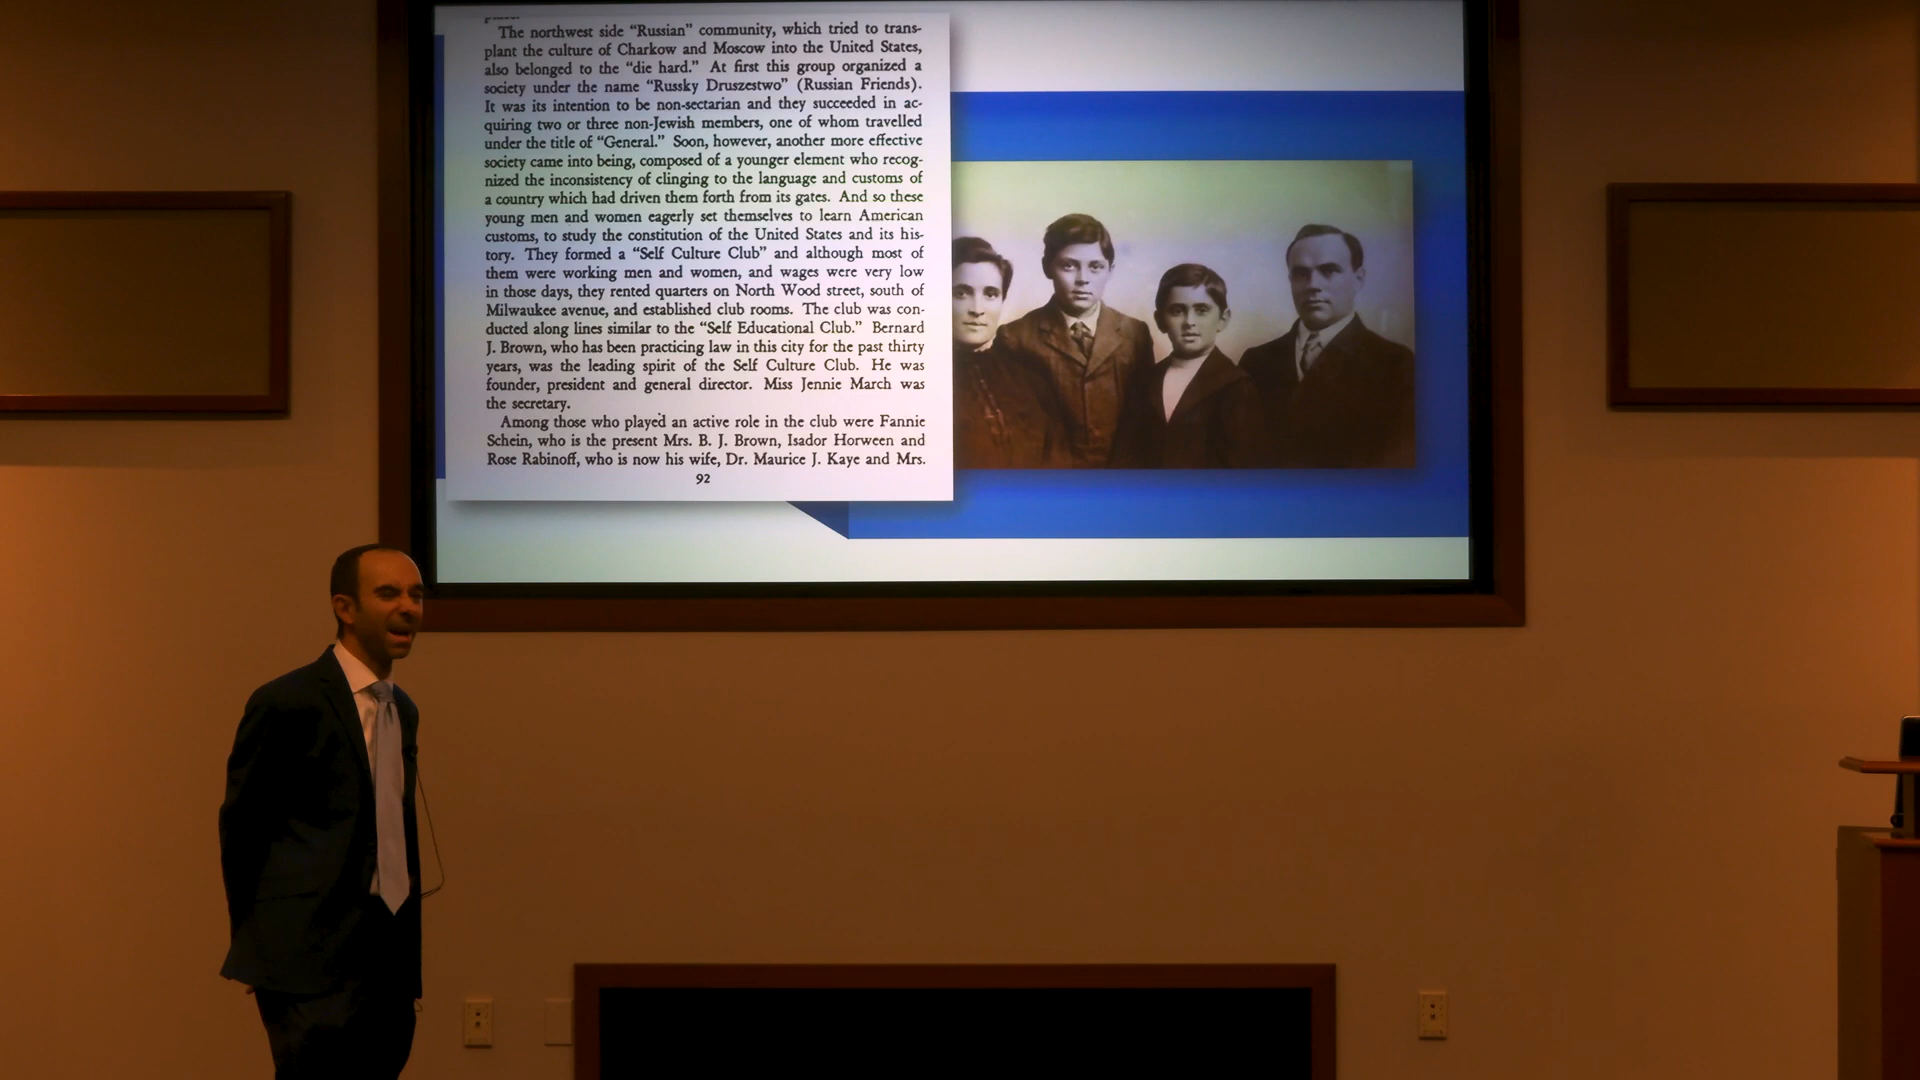 The northwest side “Russian” community, which tried to trans-
plant the culture of Charkow and Moscow into the United States,
also belonged to the “die hard.” At first this group organized a
society under the name “Russky Druszestwo” (Russian Friends).
It was its intention to be non-sectarian and they succeeded in ac-
quiring two or three non-Jewish members, one of whom travelled
under the title of “General.” Soon, however, another more effective
society came into being, composed of a younger element who recog-
nized the inconsistency of clinging to the language and customs of
a country which had driven them forth from its gates. And so these
young men and women eagerly set themselves to learn American
customs, to study the constitution of the United States and its his-
tory. They formed a “Self Culture Club” and although most of
them were working men and women, and wages were very low
in those days, they rented quarters on North Wood street, south of
Milwaukee avenue, and established club rooms. The club was con-
ducted along lines similar to the “Self Educational Club.” Bernard
J. Brown, who has been practicing law in this city for the past thirty
years, was the leading spirit of the Self Culture Club. He was
founder, president and general director. Miss Jennie March was
the secretary.
Among those who played an active role in the club were Fannie
Schein, who is the present Mrs. B. J. Brown, Isador Horween and
Rose Rabinoff, who is now his wife, Dr. Maurice J. Kaye and Mrs.
92